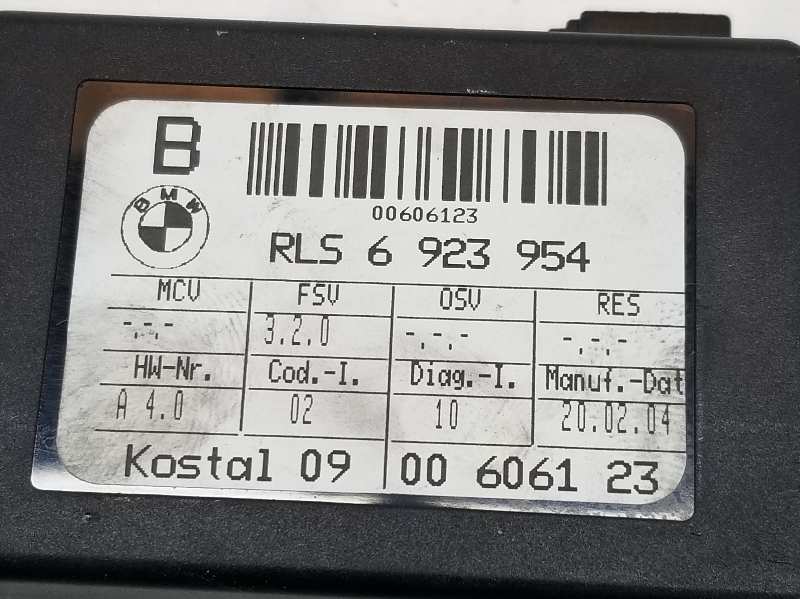 B
BMW
00606123
RLS 6 923 954
MCV FSV OSV RES
-.-.- 3.2.0 -.-.- -.-.-
HW-Nr. Cod.-I. Diag.-I. Manuf.-Dat
A 4.0 02 10 20.02.04
Kostal 09 00 6061 23